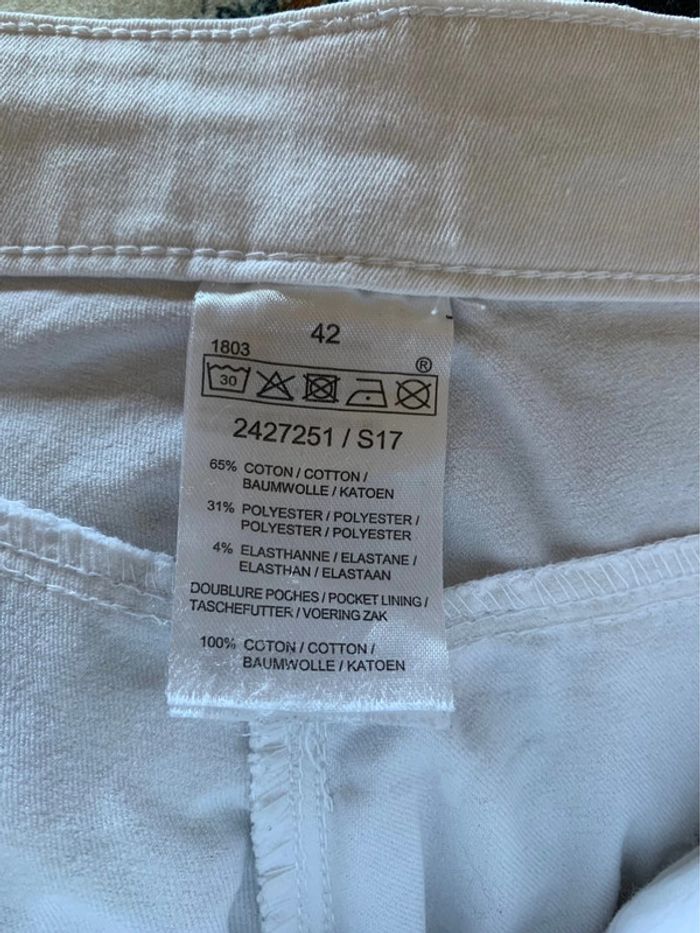 42
1803
®
30
2427251 / S17
65% COTON / COTTON /
BAUMWOLLE / KATOEN
31% POLYESTER / POLYESTER /
POLYESTER / POLYESTER
4% ELASTHANNE / ELASTANE /
ELASTHAN / ELASTAAN
DOUBLURE POCHES / POCKET LINING /
TASCHEFUTTER / VOERING ZAK
100% COTON / COTTON /
BAUMWOLLE / KATOEN